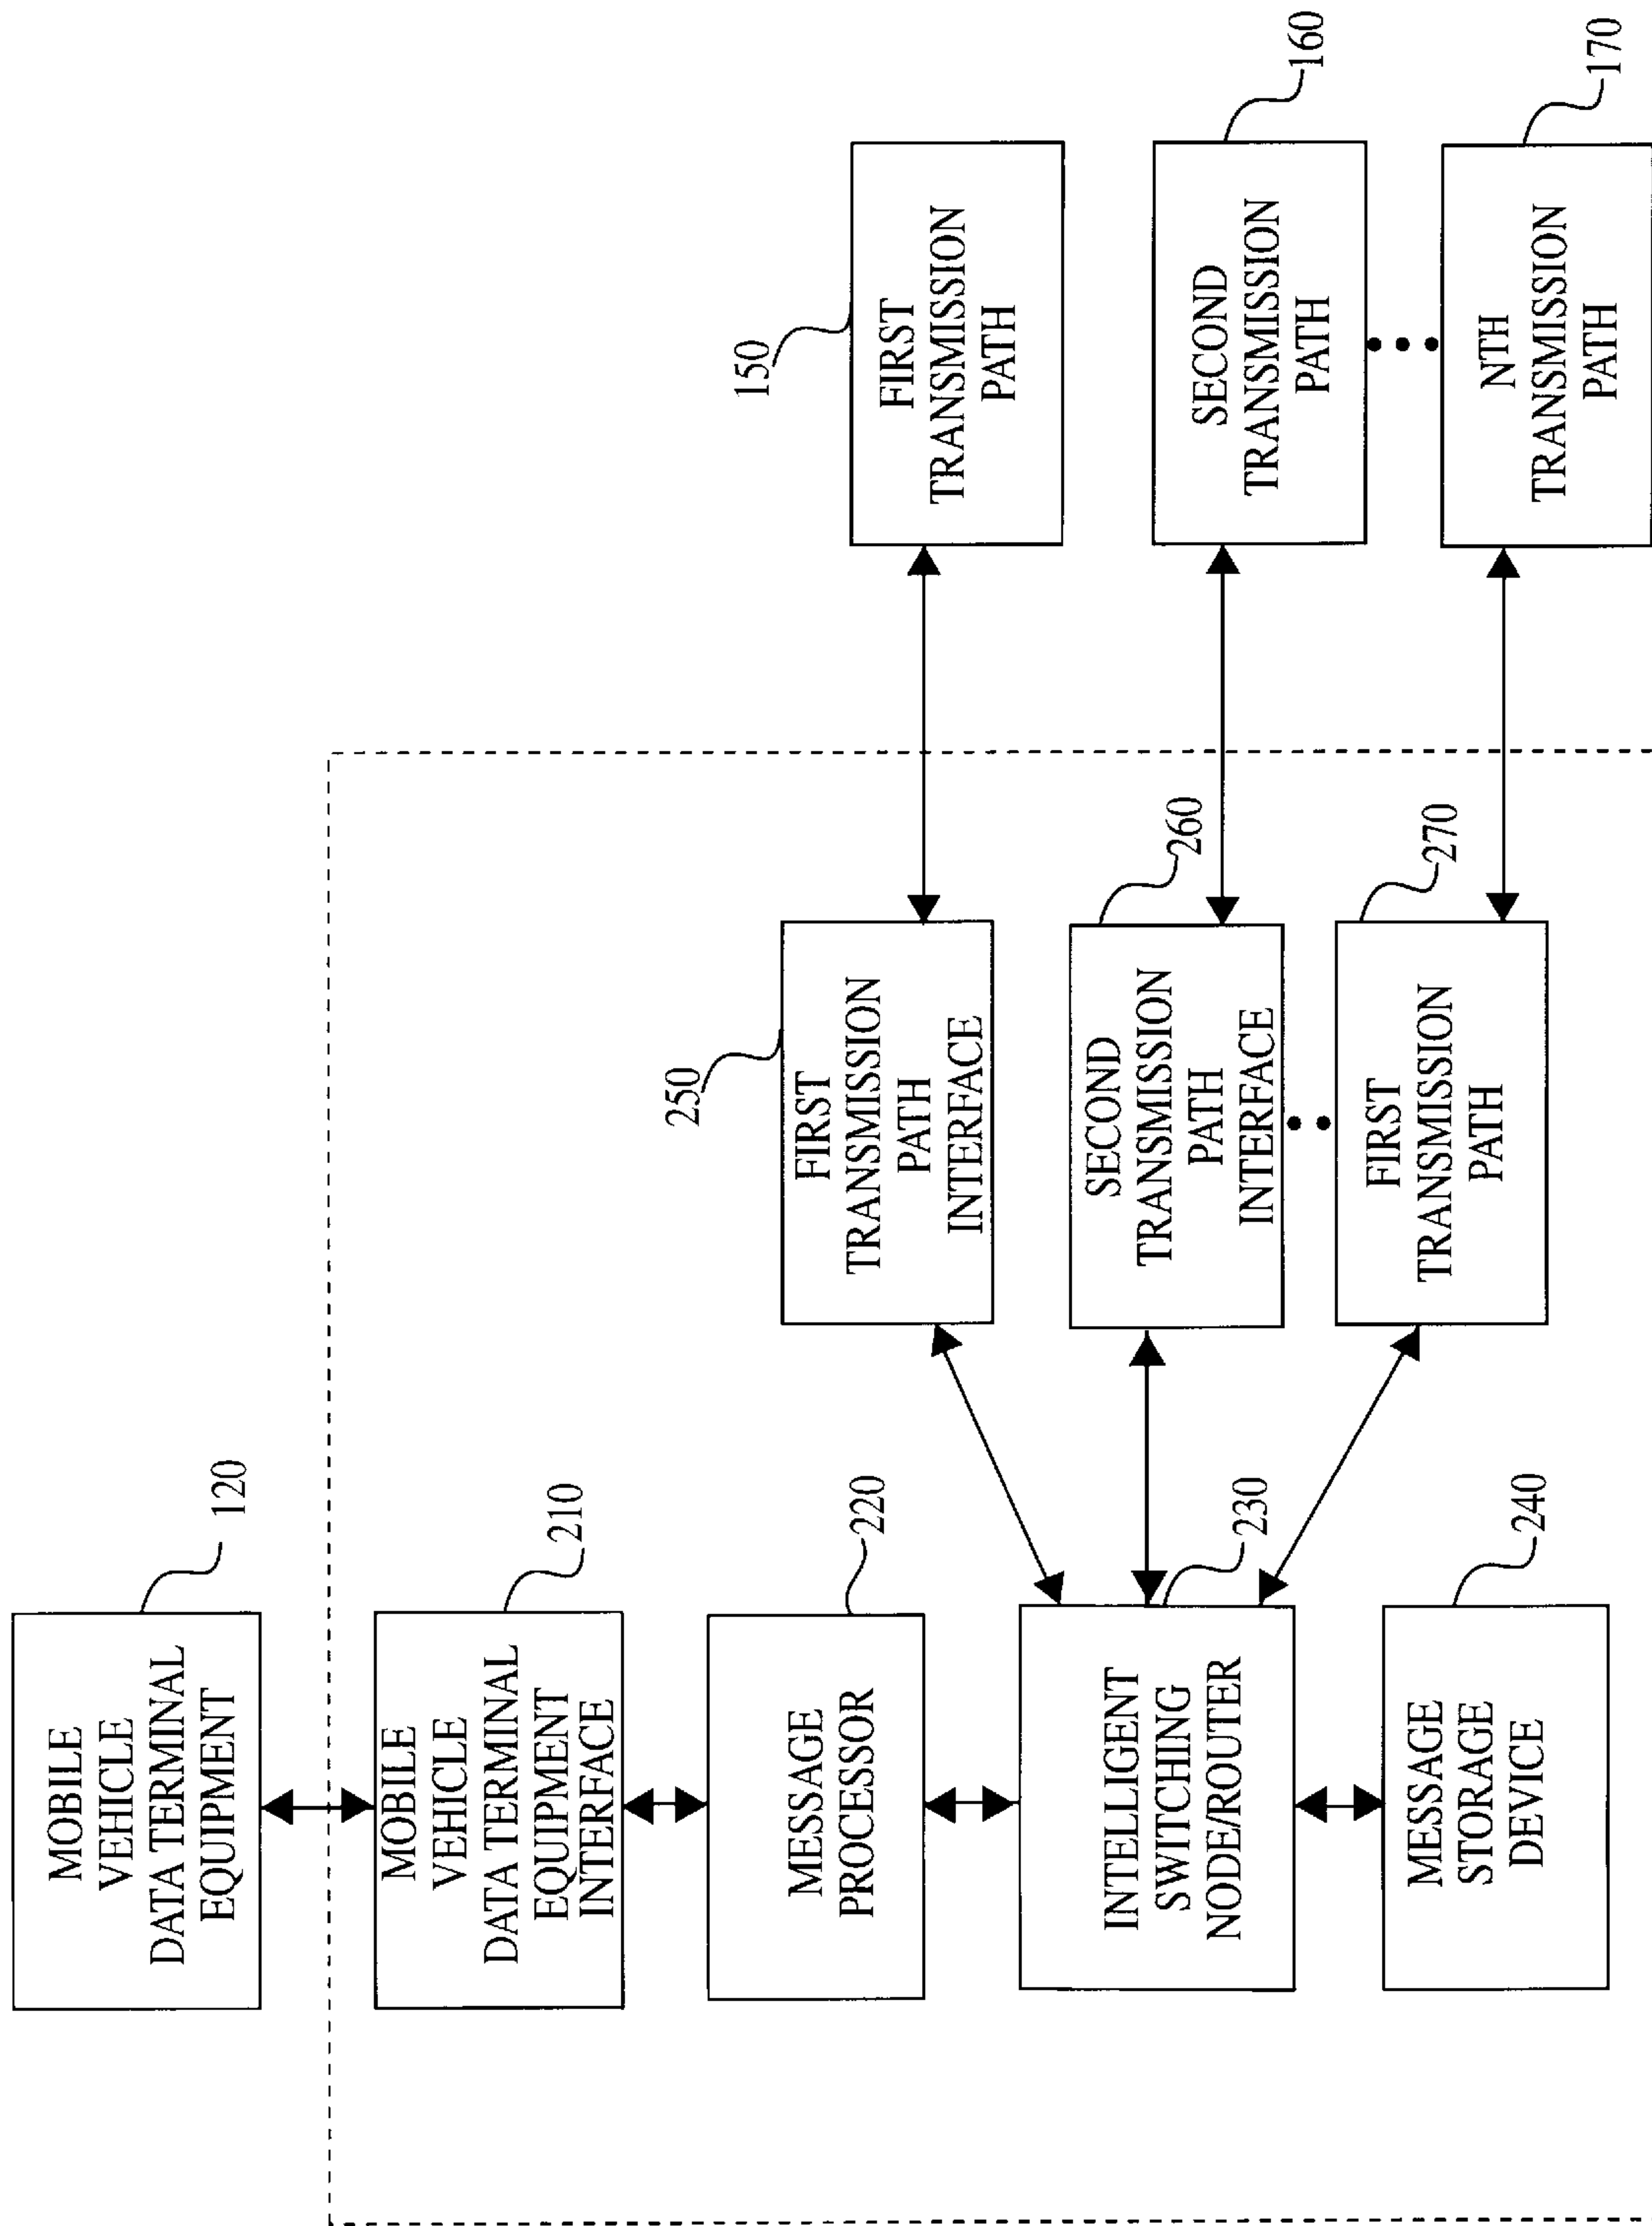 MOBILE
VEHICLE
DATA TERMINAL
EQUIPMENT
120
MOBILE
VEHICLE
DATA TERMINAL
EQUIPMENT
INTERFACE
210
MESSAGE
PROCESSOR
220
INTELLIGENT
SWITCHING
NODE/ROUTER
230
MESSAGE
STORAGE
DEVICE
240
250
FIRST
TRANSMISSION
PATH
INTERFACE
SECOND
TRANSMISSION
PATH
INTERFACE
260
FIRST
TRANSMISSION
PATH
270
150
FIRST
TRANSMISSION
PATH
SECOND
TRANSMISSION
PATH
160
NTH
TRANSMISSION
PATH
170